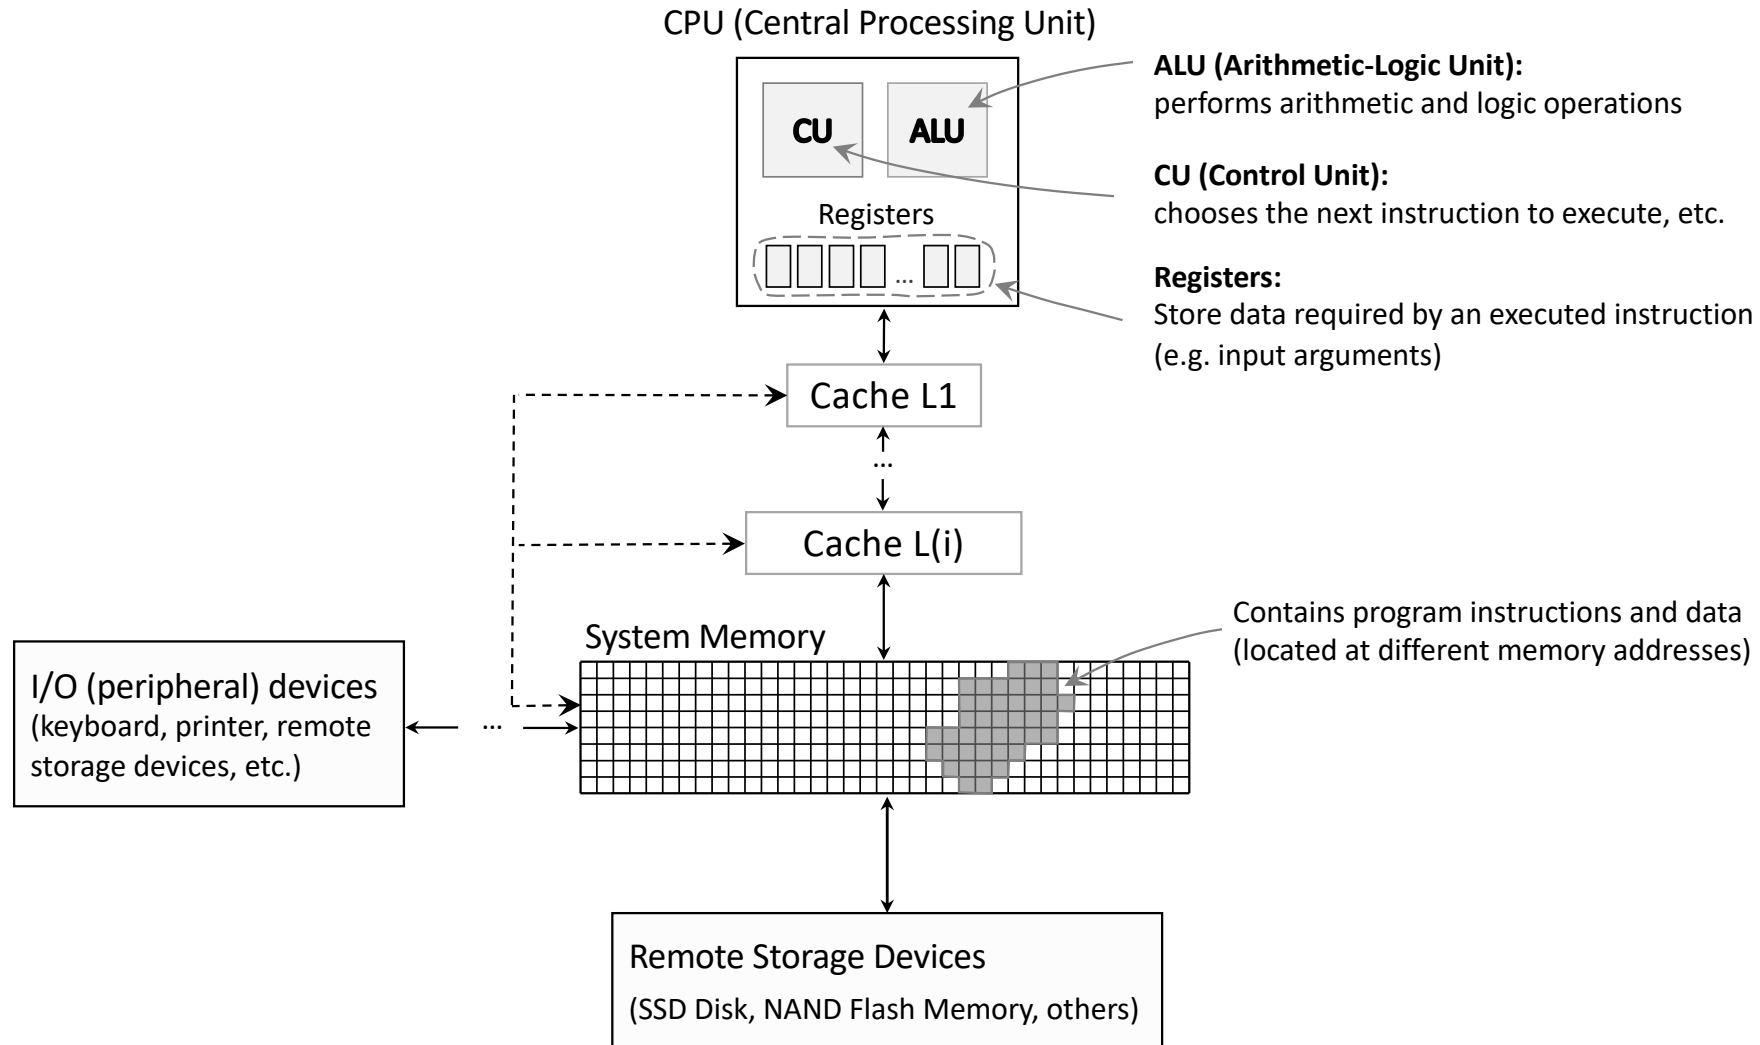 CPU (Central Processing Unit)
CU
ALU
Registers
...
ALU (Arithmetic-Logic Unit):
performs arithmetic and logic operations
CU (Control Unit):
chooses the next instruction to execute, etc.
Registers:
Store data required by an executed instruction
(e.g. input arguments)
Cache L1
...
Cache L(i)
System Memory
Contains program instructions and data
(located at different memory addresses)
I/O (peripheral) devices
(keyboard, printer, remote
storage devices, etc.)
...
Remote Storage Devices
(SSD Disk, NAND Flash Memory, others)